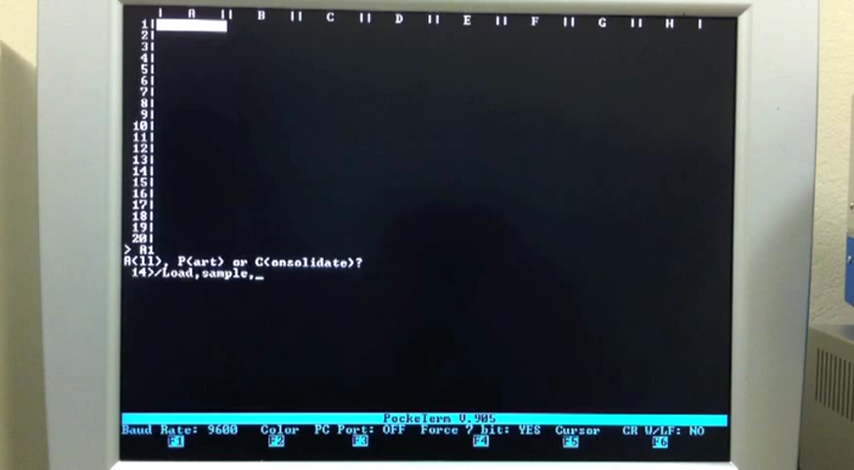 | A || B || C || D || E || F || G || H |
1|
2|
3|
4|
5|
6|
7|
8|
9|
10|
11|
12|
13|
14|
15|
16|
17|
18|
19|
20|
> A1
A(ll), P(art) or C(onsolidate)?
14>/Load,sample,_
PockeTerm V.905
Baud Rate: 9600 Color PC Port: OFF Force 7 bit: YES Cursor CR W/LF: NO
F1 F2 F3 F4 F5 F6